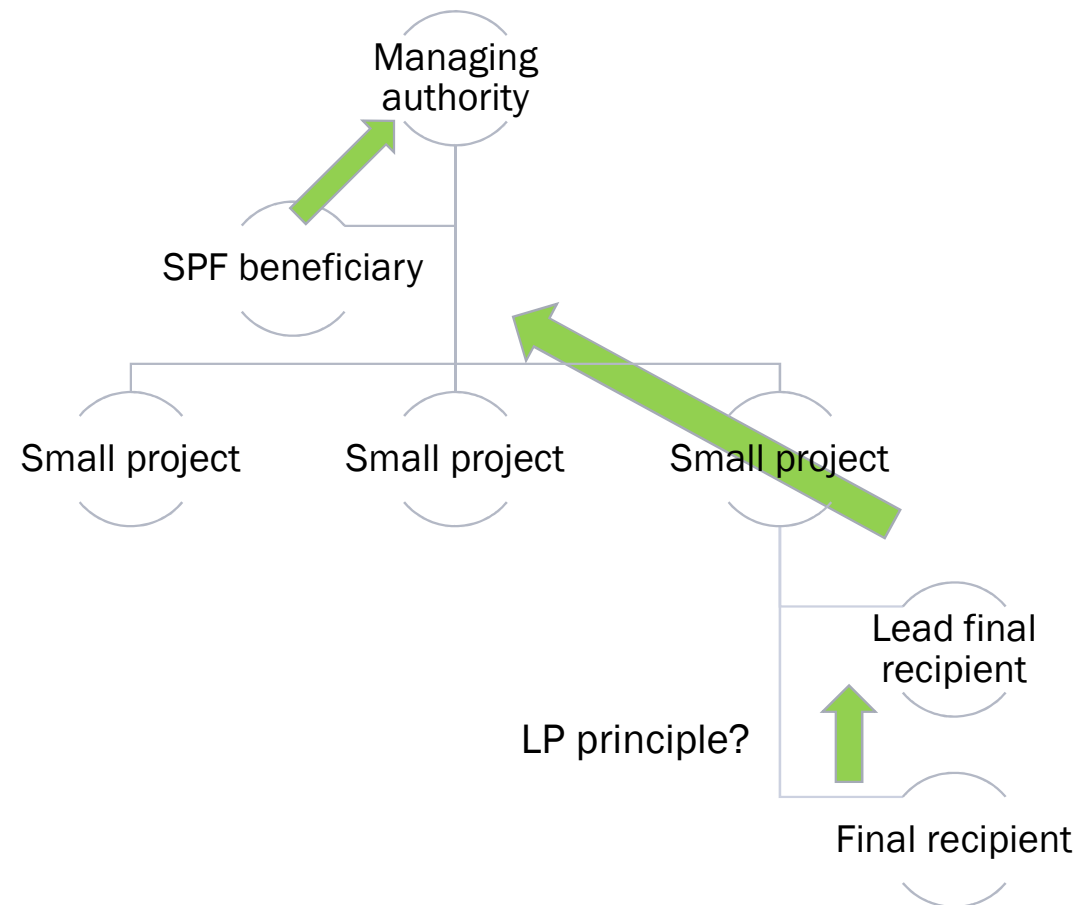 Managing
authority
SPF beneficiary
Small project
Small project
Small project
Lead final
recipient
LP principle?
Final recipient